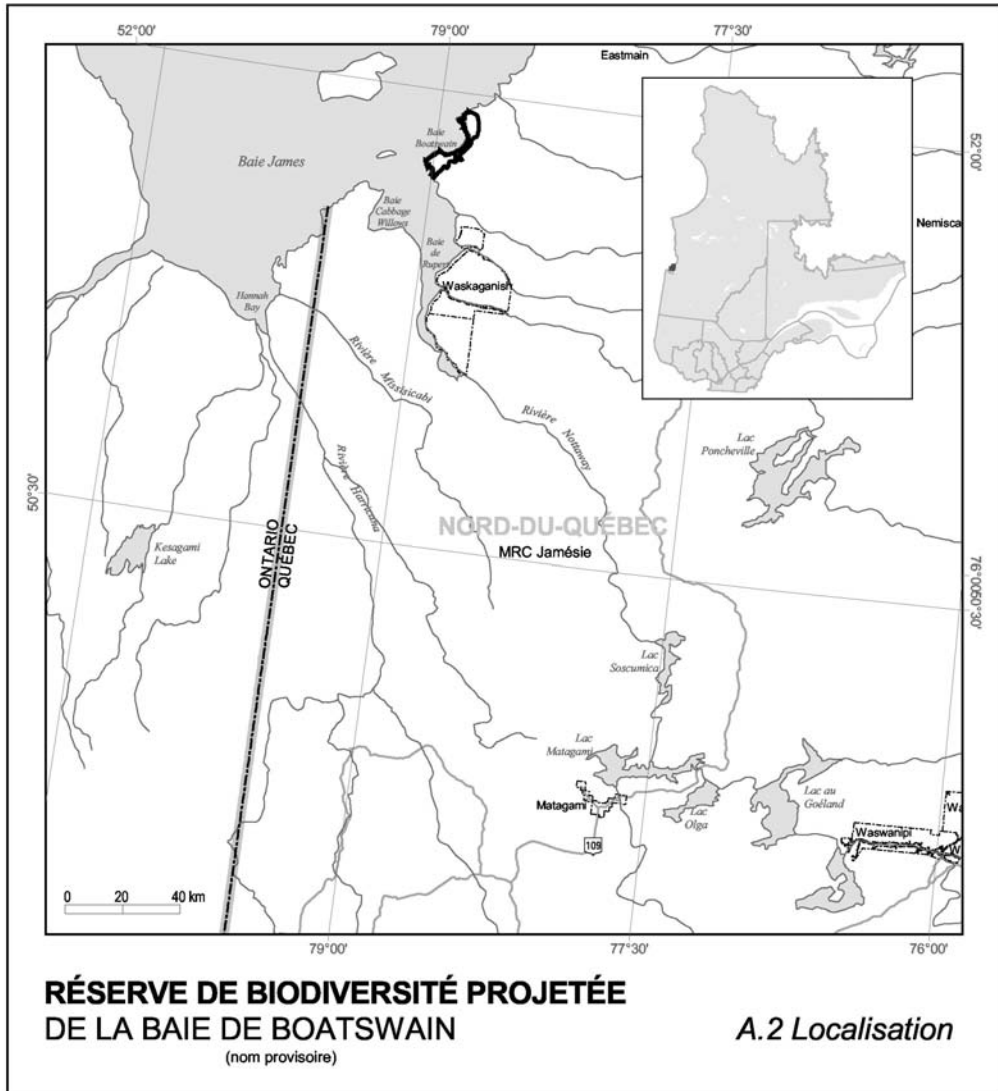 52°00'
79°00'
77°30'
Eastmain
Baie
Boatswain
52°00'
Baie James
Baie
Cabbage
Willows
Nemisca
Baie
de
Rupert
Waskaganish
Hannah
Bay
Rivière Missisicabi
Rivière Nottaway
Lac
Poncheville
50°30'
Rivière Harricana
NORD-DU-QUÉBEC
MRC Jamésie
Kesagami
Lake
ONTARIO
QUÉBEC
76°00
50°30'
Lac
Soscumica
Lac
Matagami
Lac au
Goéland
Matagami
Lac
Olga
Wa
Waswanipi
W
109
0 20 40 km
79°00'
77°30'
76°00'
RÉSERVE DE BIODIVERSITÉ PROJETÉE
DE LA BAIE DE BOATSWAIN
(nom provisoire)
A.2 Localisation